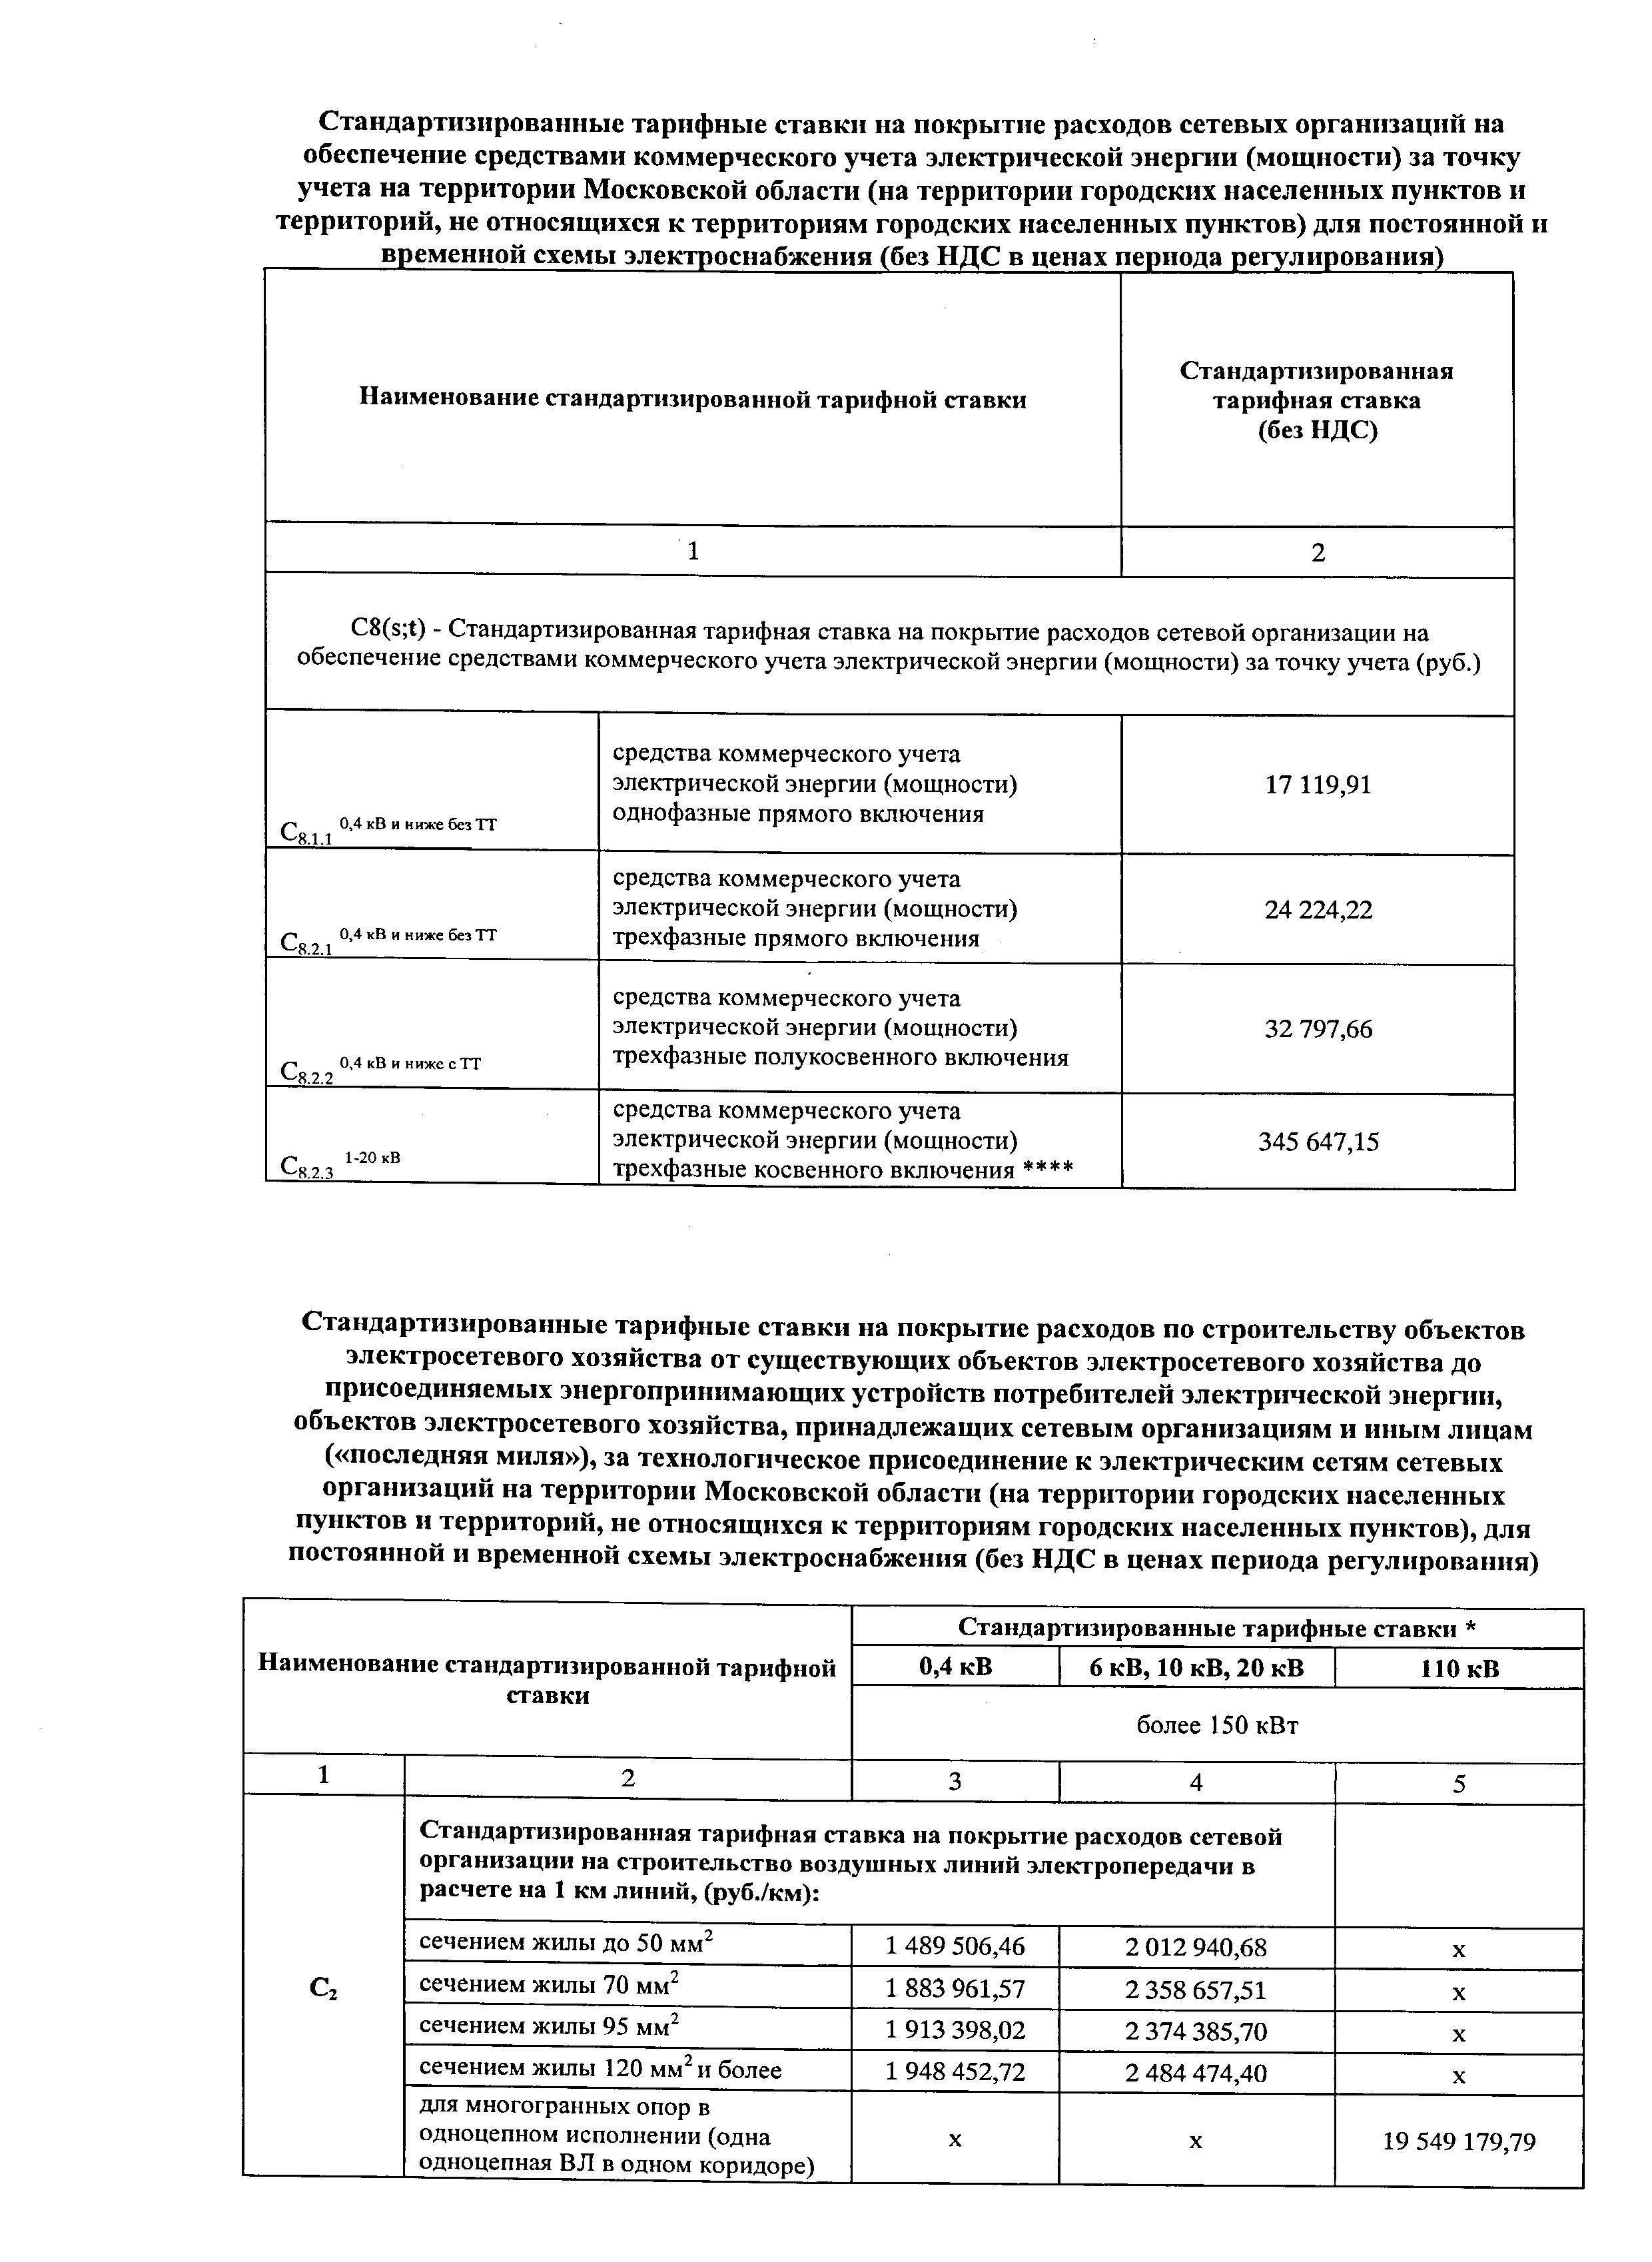 Стандартизированные тарифные ставки на покрытие расходов сетевых организаций на
обеспечение средствами коммерческого учета электрической энергии (мощности) за точку
учета на территории Московской области (на территории городских населенных пунктов и
территорий, не относящихся к территориям городских населенных пунктов) для постоянной и
временной схемы электроснабжения (без НДС в ценах периода регулирования)
Наименование стандартизированной тарифной ставки
Стандартизированная
тарифная ставка
(без НДС)
1 2
C8(s;t) - Стандартизированная тарифная ставка на покрытие расходов сетевой организации на
обеспечение средствами коммерческого учета электрической энергии (мощности) за точку учета (руб.)
C8.1.1 0,4 кВ и ниже без ТТ
средства коммерческого учета
электрической энергии (мощности)
однофазные прямого включения
17 119,91
C8.2.1 0,4 кВ и ниже без ТТ
средства коммерческого учета
электрической энергии (мощности)
трехфазные прямого включения
24 224,22
C8.2.2 0,4 кВ и ниже с ТТ
средства коммерческого учета
электрической энергии (мощности)
трехфазные полукосвенного включения
32 797,66
C8.2.3 1-20 кВ
средства коммерческого учета
электрической энергии (мощности)
трехфазные косвенного включения ****
345 647,15
Стандартизированные тарифные ставки на покрытие расходов по строительству объектов
электросетевого хозяйства от существующих объектов электросетевого хозяйства до
присоединяемых энергопринимающих устройств потребителей электрической энергии,
объектов электросетевого хозяйства, принадлежащих сетевым организациям и иным лицам
(«последняя миля»), за технологическое присоединение к электрическим сетям сетевых
организаций на территории Московской области (на территории городских населенных
пунктов и территорий, не относящихся к территориям городских населенных пунктов), для
постоянной и временной схемы электроснабжения (без НДС в ценах периода регулирования)
Наименование стандартизированной тарифной
ставки
Стандартизированные тарифные ставки *
0,4 кВ 6 кВ, 10 кВ, 20 кВ 110 кВ
более 150 кВт
1 2 3 4 5
C₂
Стандартизированная тарифная ставка на покрытие расходов сетевой
организации на строительство воздушных линий электропередачи в
расчете на 1 км линий, (руб./км):
сечением жилы до 50 мм² 1 489 506,46 2 012 940,68 x
сечением жилы 70 мм² 1 883 961,57 2 358 657,51 x
сечением жилы 95 мм² 1 913 398,02 2 374 385,70 x
сечением жилы 120 мм² и более 1 948 452,72 2 484 474,40 x
для многогранных опор в
одноцепном исполнении (одна
одноцепная ВЛ в одном коридоре)
x x 19 549 179,79